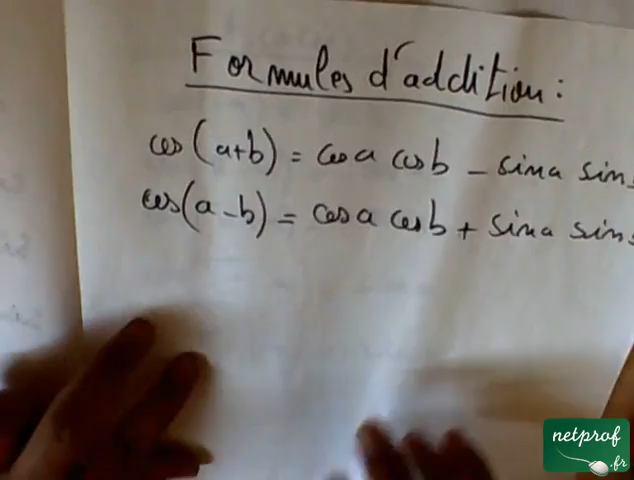 Formules d'addition :
cos(a+b) = cos a cos b - sin a sin
cos(a-b) = cos a cos b + sin a sin
netprof
.fr